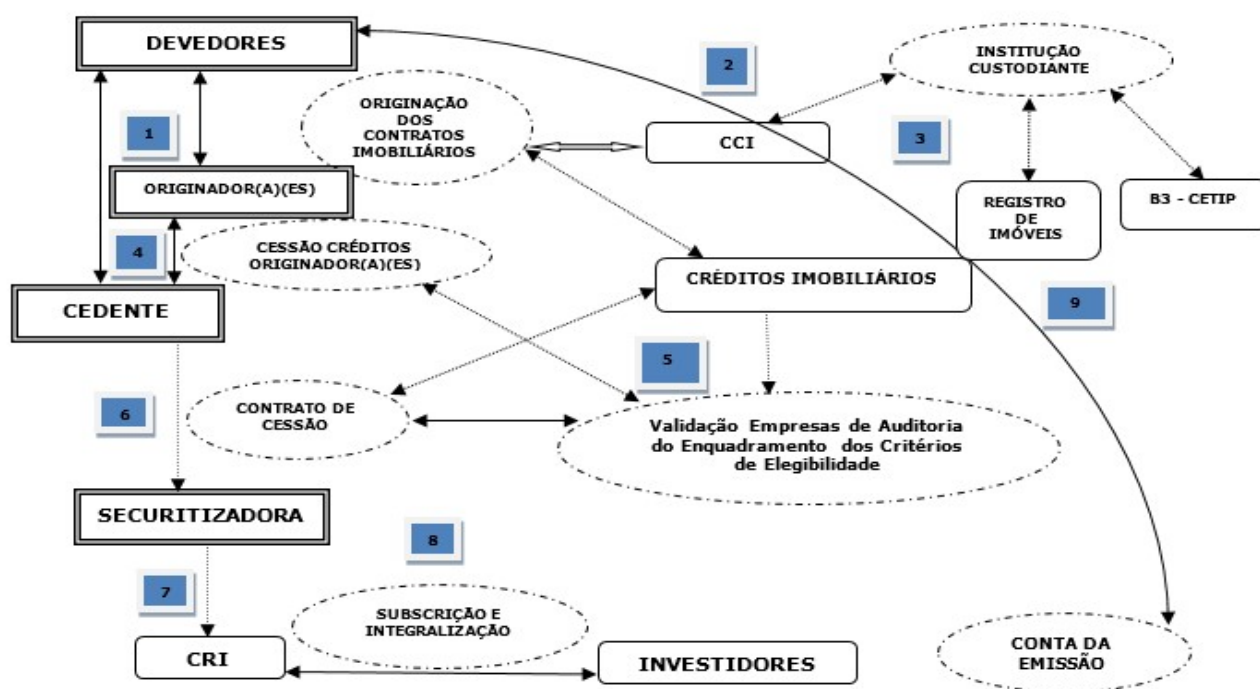 DEVEDORES
2
INSTITUÇÃO
CUSTODIANTE
ORIGINAÇÃO
DOS
CONTRATOS
IMOBILIÁRIOS
1
CCI
3
ORIGINADOR(A)(ES)
REGISTRO
DE
IMÓVEIS
B3 - CETIP
4
CESSÃO CRÉDITOS
ORIGINADOR(A)(ES)
CRÉDITOS IMOBILIÁRIOS
CEDENTE
9
5
6
CONTRATO DE
CESSÃO
Validação Empresas de Auditoria
do Enquadramento dos Critérios
de Elegibilidade
SECURITIZADORA
8
7
SUBSCRIÇÃO E
INTEGRALIZAÇÃO
CRI
INVESTIDORES
CONTA DA
EMISSÃO